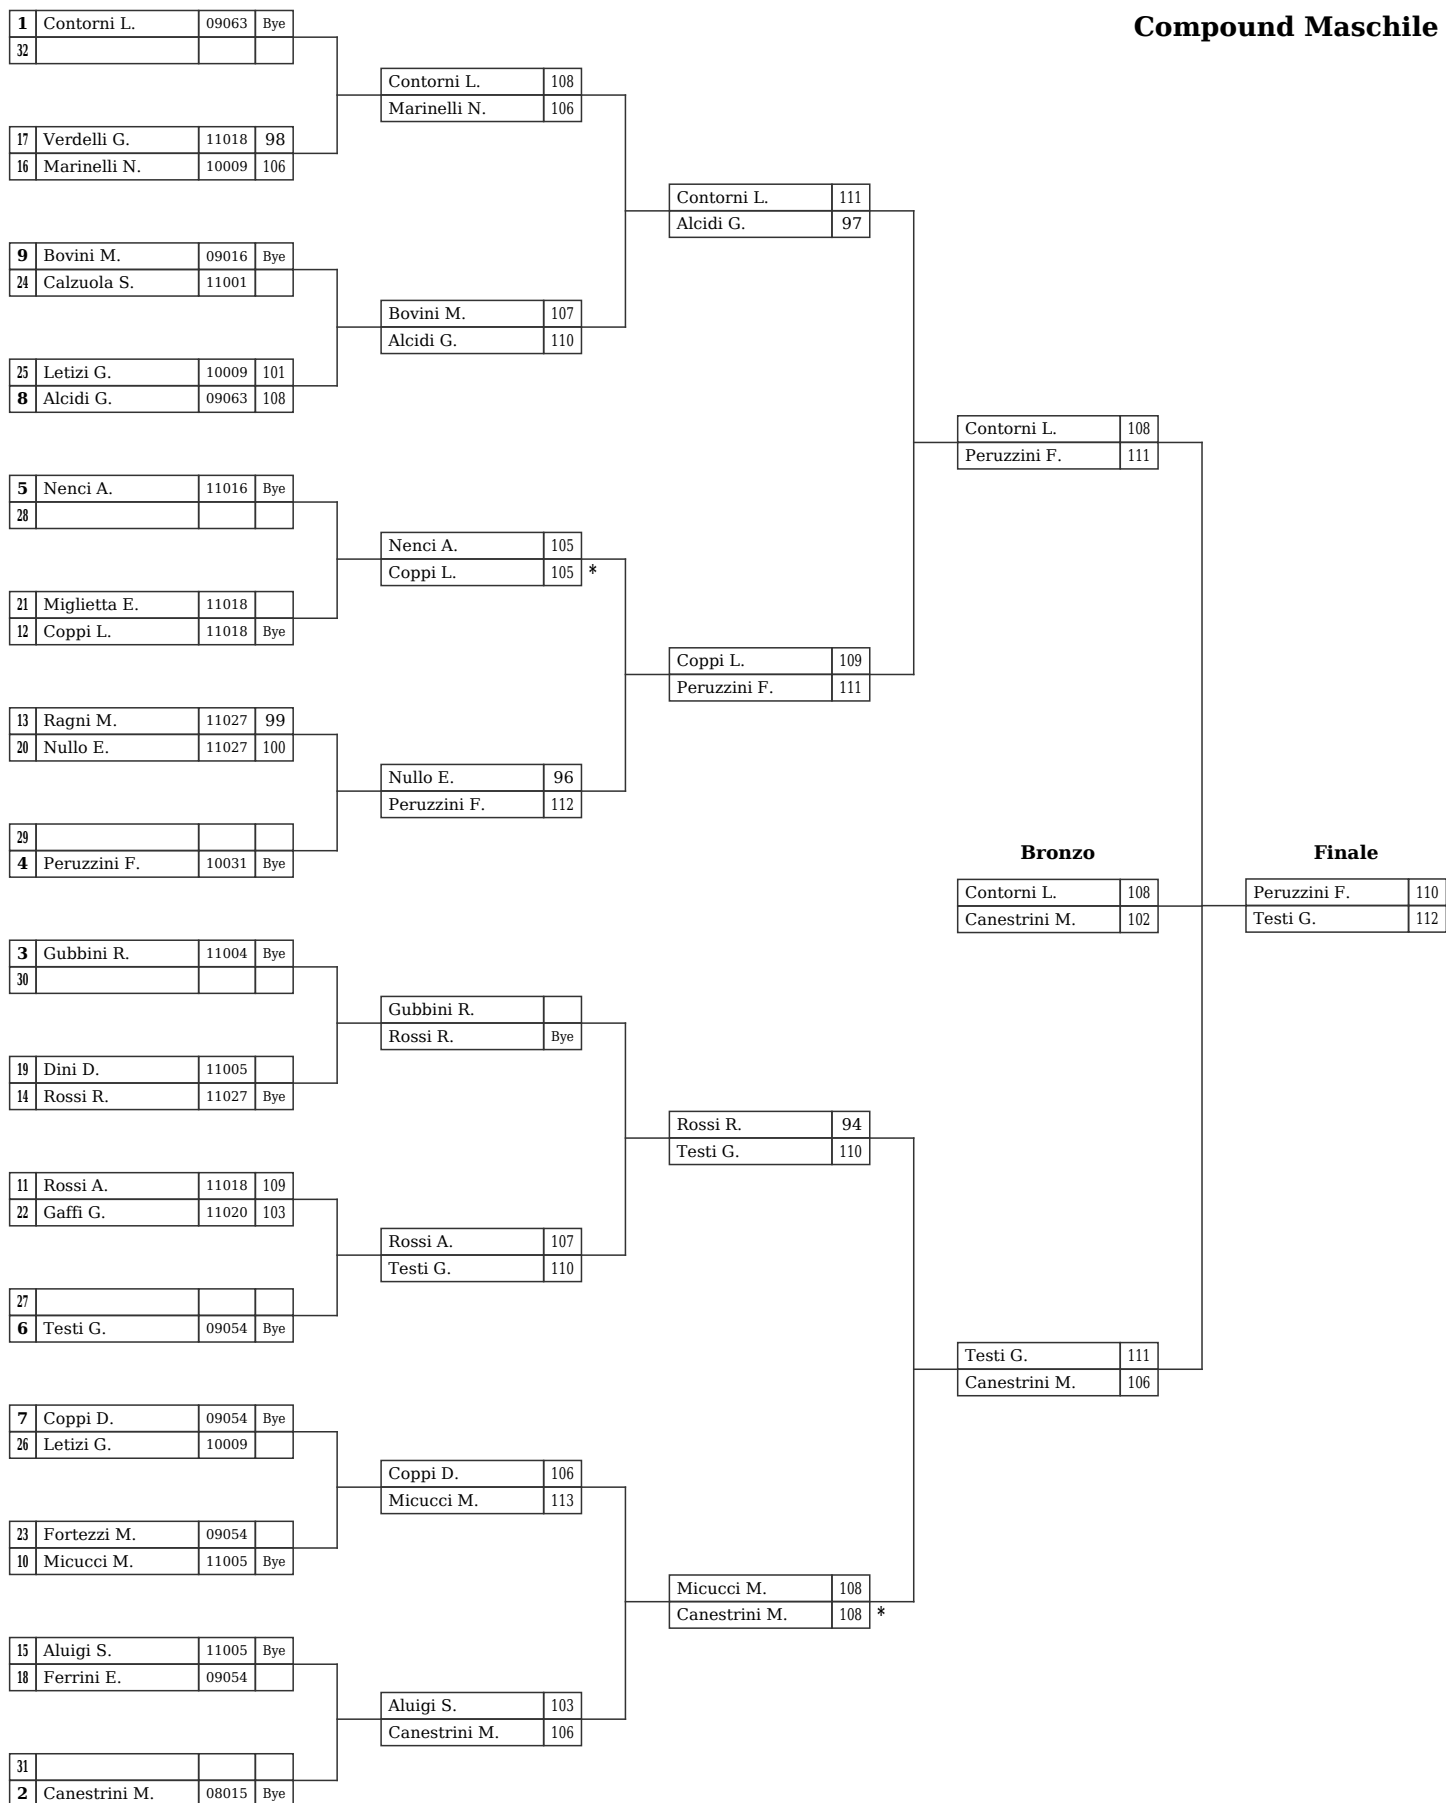 Compound Maschile
1 Contorni L. 09063 Bye
32
17 Verdelli G. 11018 98
16 Marinelli N. 10009 106
9 Bovini M. 09016 Bye
24 Calzuola S. 11001
25 Letizi G. 10009 101
8 Alcidi G. 09063 108
5 Nenci A. 11016 Bye
28
21 Miglietta E. 11018
12 Coppi L. 11018 Bye
13 Ragni M. 11027 99
20 Nullo E. 11027 100
29
4 Peruzzini F. 10031 Bye
3 Gubbini R. 11004 Bye
30
19 Dini D. 11005
14 Rossi R. 11027 Bye
11 Rossi A. 11018 109
22 Gaffi G. 11020 103
27
6 Testi G. 09054 Bye
7 Coppi D. 09054 Bye
26 Letizi G. 10009
23 Fortezzi M. 09054
10 Micucci M. 11005 Bye
15 Aluigi S. 11005 Bye
18 Ferrini E. 09054
31
2 Canestrini M. 08015 Bye
Contorni L. 108
Marinelli N. 106
Bovini M. 107
Alcidi G. 110
Nenci A. 105
Coppi L. 105 *
Nullo E. 96
Peruzzini F. 112
Gubbini R.
Rossi R. Bye
Rossi A. 107
Testi G. 110
Coppi D. 106
Micucci M. 113
Aluigi S. 103
Canestrini M. 106
Contorni L. 111
Alcidi G. 97
Coppi L. 109
Peruzzini F. 111
Rossi R. 94
Testi G. 110
Micucci M. 108
Canestrini M. 108 *
Contorni L. 108
Peruzzini F. 111
Testi G. 111
Canestrini M. 106
Bronzo
Contorni L. 108
Canestrini M. 102
Finale
Peruzzini F. 110
Testi G. 112